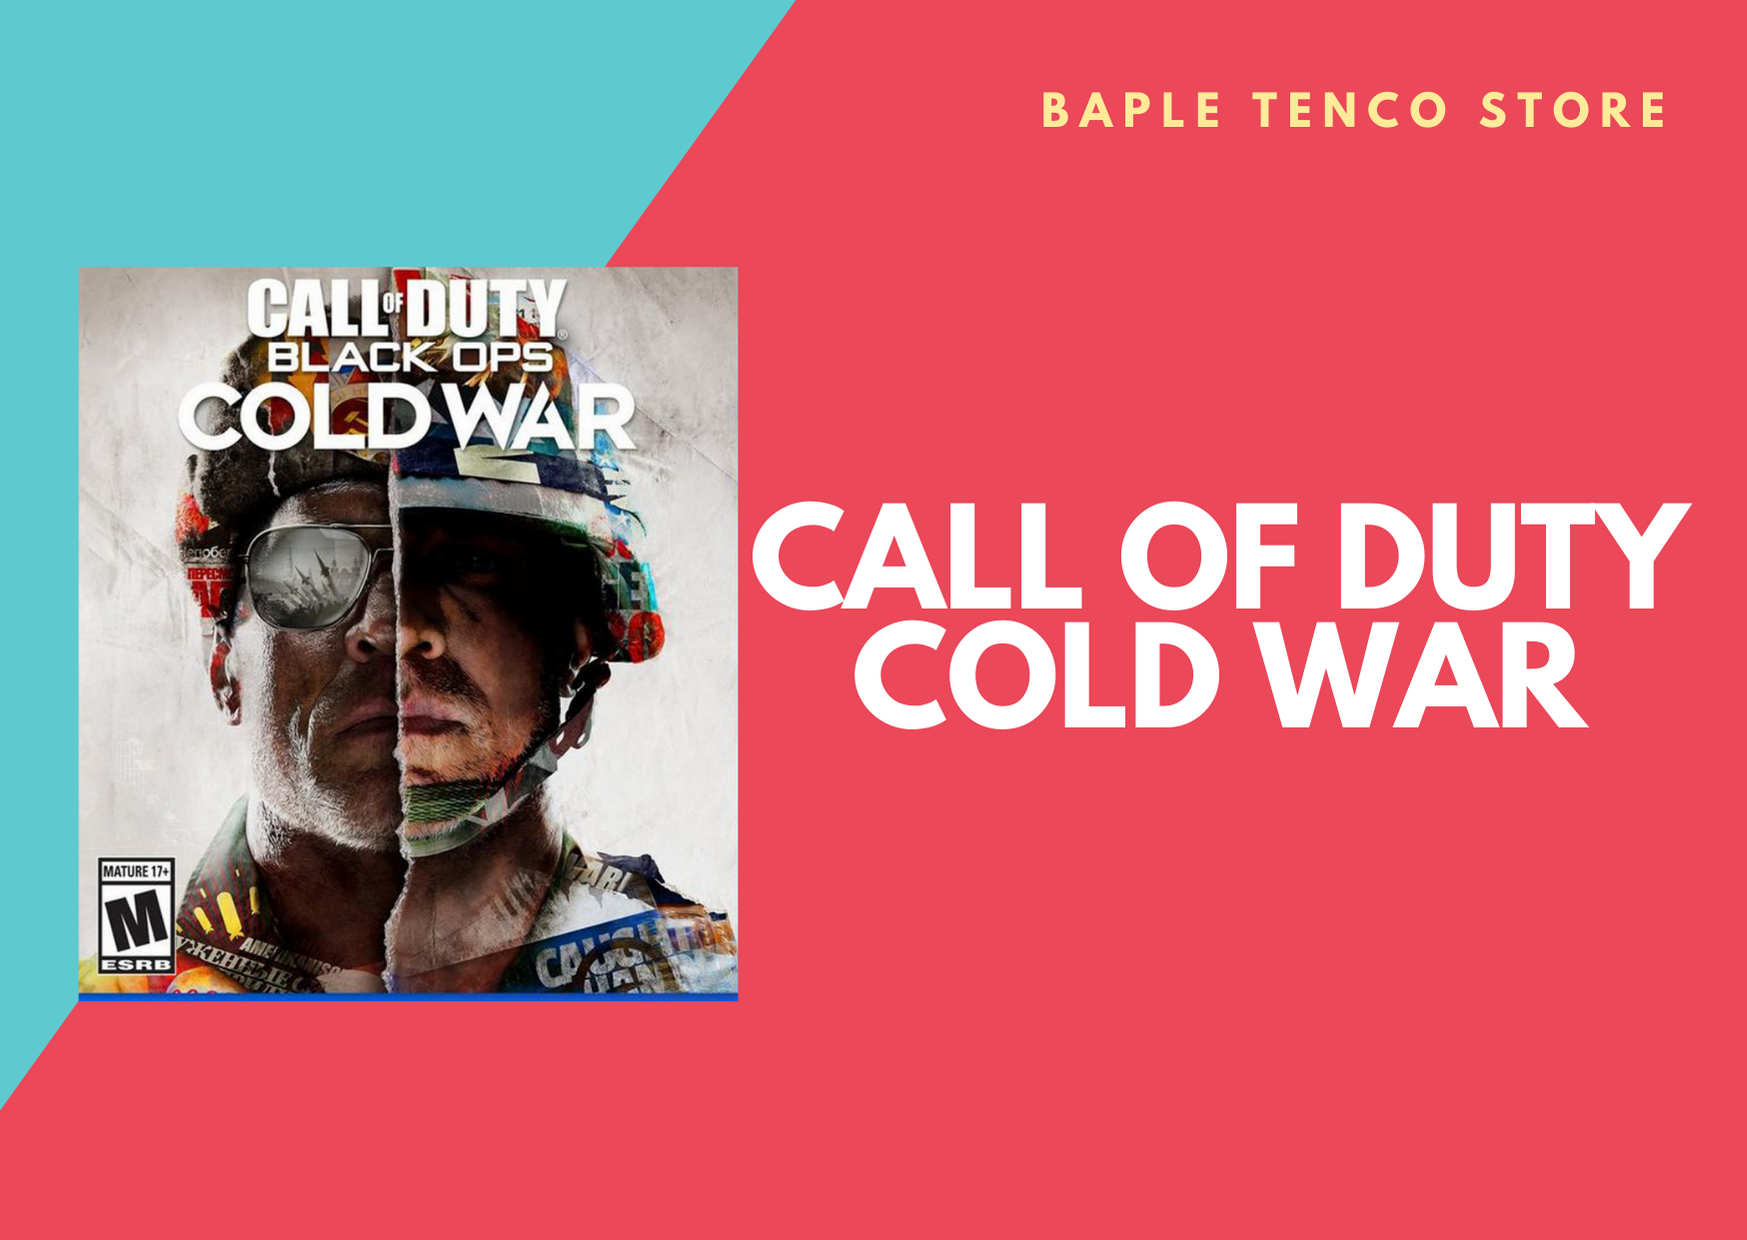 BAPLE TENCO STORE
CALL OF DUTY
BLACK OPS
COLD WAR
CALL OF DUTY
COLD WAR
MATURE 17+
M
ESRB